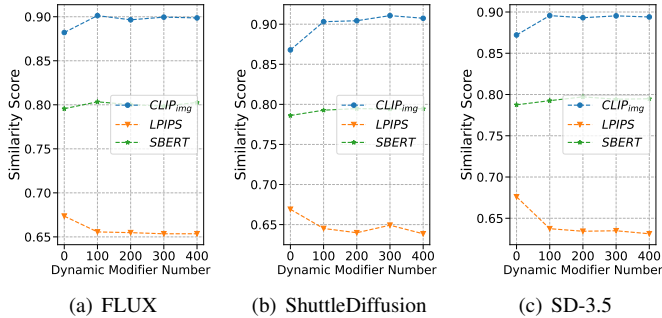 0.90
0.85
0.80
0.75
0.70
0.65
Similarity Score
CLIP_img
LPIPS
SBERT
0 100 200 300 400
Dynamic Modifier Number
(a) FLUX
0.90
0.85
0.80
0.75
0.70
0.65
Similarity Score
CLIP_img
LPIPS
SBERT
0 100 200 300 400
Dynamic Modifier Number
(b) ShuttleDiffusion
0.90
0.85
0.80
0.75
0.70
0.65
Similarity Score
CLIP_img
LPIPS
SBERT
0 100 200 300 400
Dynamic Modifier Number
(c) SD-3.5